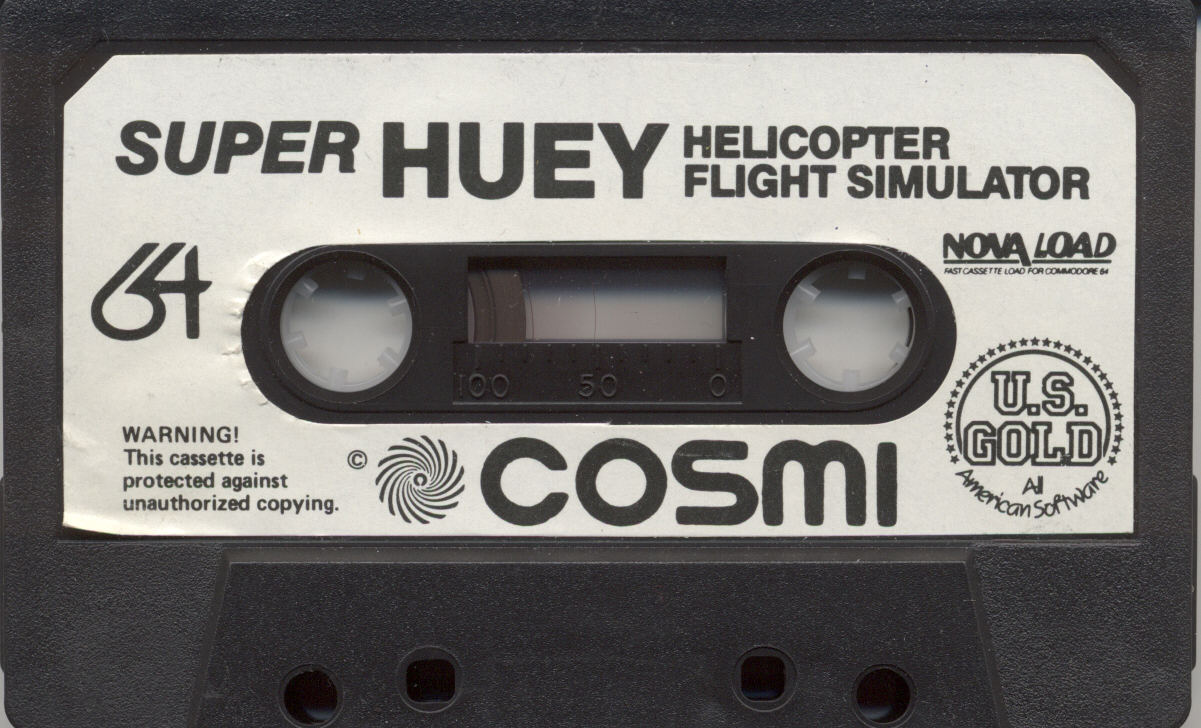 SUPER HUEY HELICOPTER
FLIGHT SIMULATOR
64
NOVA LOAD
FAST CASSETTE LOAD FOR COMMODORE 64
100 50 0
U.S.
GOLD
All
American Software
WARNING!
This cassette is
protected against
unauthorized copying.
© COSMI